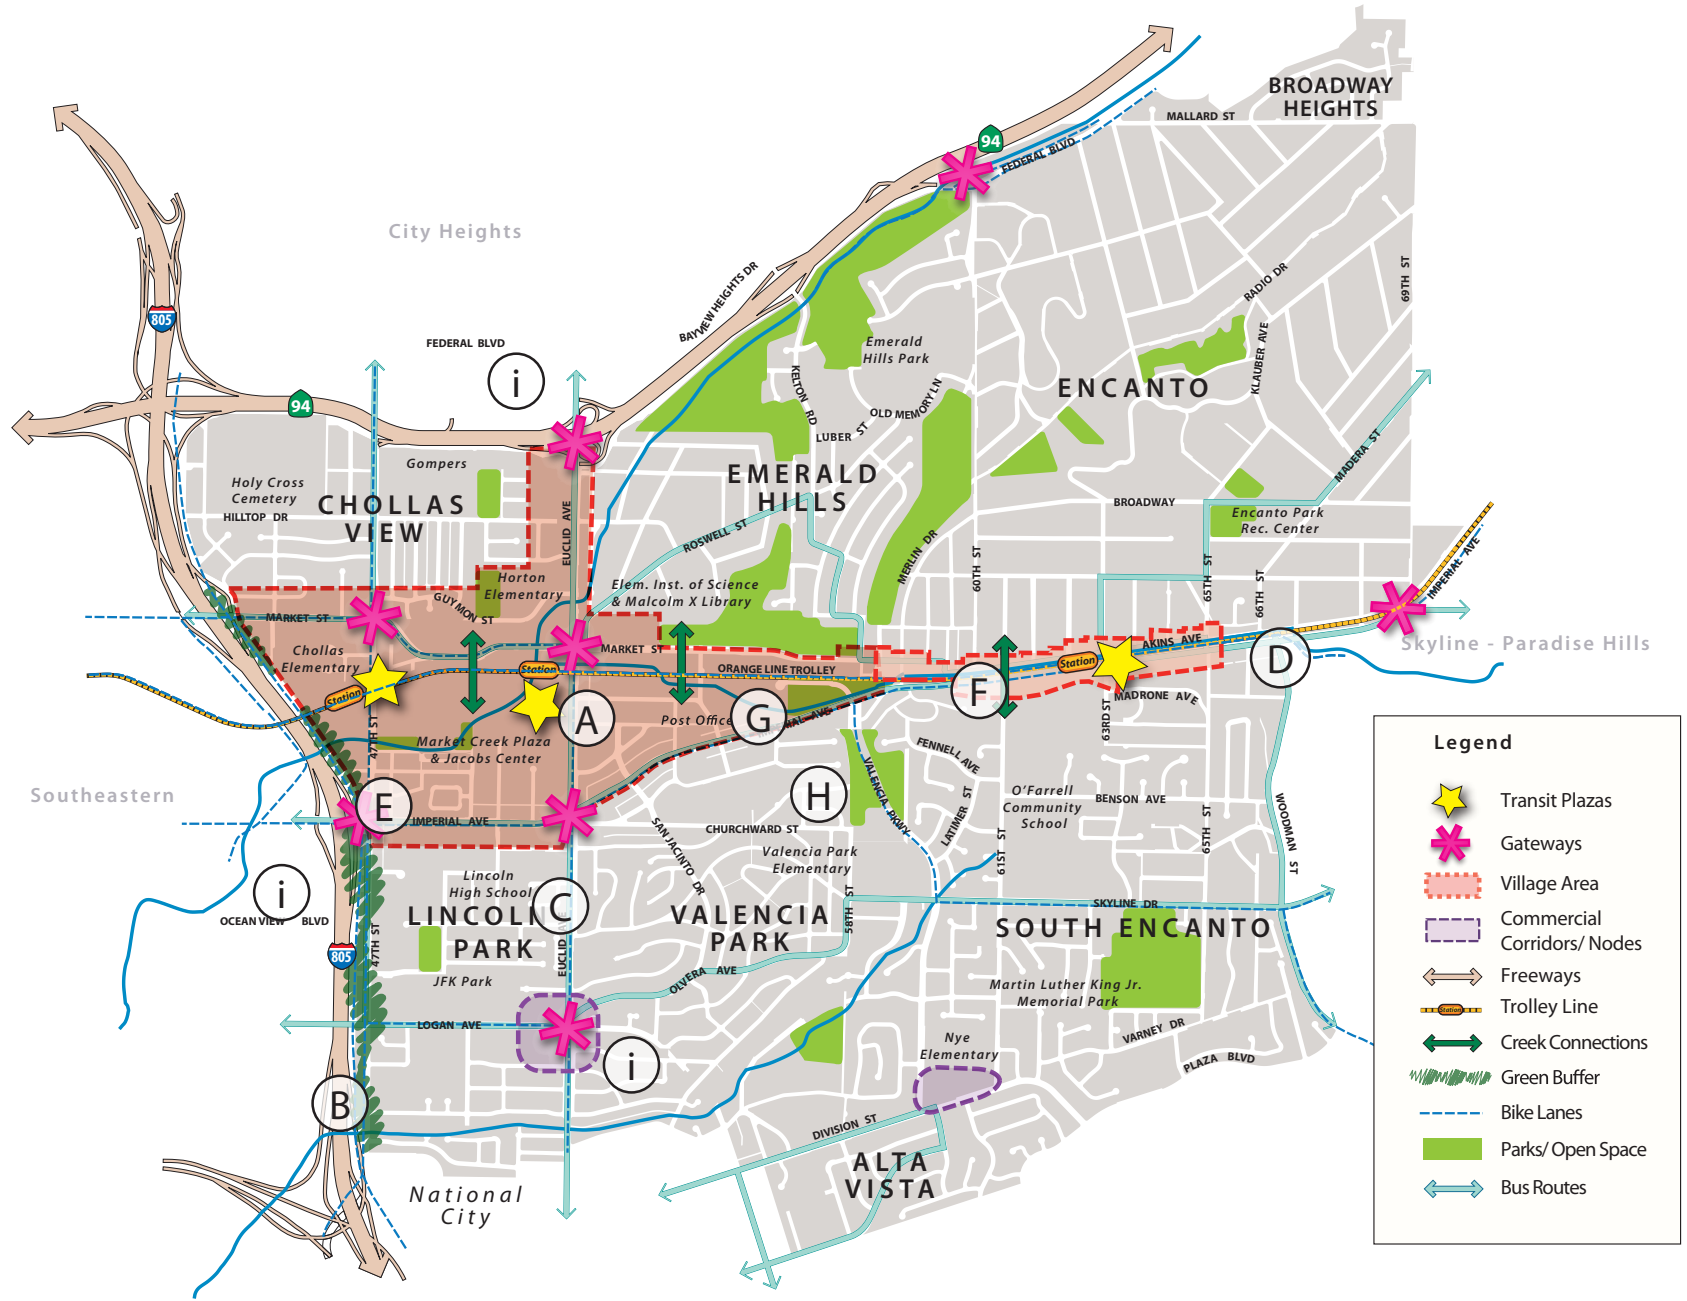 BROADWAY
HEIGHTS
MALLARD ST
94
FEDERAL BLVD
City Heights
BAYVIEW HEIGHTS DR
69TH ST
RADIO DR
805
FEDERAL BLVD
Emerald
Hills Park
KLAUBER AVE
i
ENCANTO
KELTON RD
OLD MEMORY LN
94
LUBER ST
MADERA ST
Gompers
EMERALD
HILLS
Holy Cross
Cemetery
CHOLLAS
VIEW
HILLTOP DR
BROADWAY
Encanto Park
Rec. Center
EUCLID AVE
ROSWELL ST
MERLIN DR
60TH ST
65TH ST
66TH ST
IMPERIAL AVE
Horton
Elementary
Elem. Inst. of Science
& Malcolm X Library
GUYMON ST
MARKET ST
MARKET ST
AKINS AVE
Skyline - Paradise Hills
Chollas
Elementary
ORANGE LINE TROLLEY
Station
Station
Station
D
F
MADRONE AVE
A
G
Post Office
IAL AVE
63RD ST
47TH ST
Market Creek Plaza
& Jacobs Center
FENNELL AVE
VALENCIA PKWY
Southeastern
E
H
O'Farrell
Community
School
BENSON AVE
LATIMER ST
WOODMAN ST
IMPERIAL AVE
CHURCHWARD ST
SAN JACINTO DR
61ST ST
65TH ST
Valencia Park
Elementary
Lincoln
High School
i
OCEAN VIEW BLVD
C
LINCOLN
PARK
VALENCIA
PARK
58TH ST
SKYLINE DR
SOUTH ENCANTO
47TH ST
805
EUCLID A
JFK Park
OLVERA AVE
Martin Luther King Jr.
Memorial Park
LOGAN AVE
VARNEY DR
Nye
Elementary
PLAZA BLVD
i
B
DIVISION ST
ALTA
VISTA
National
City
Legend
Transit Plazas
Gateways
Village Area
Commercial
Corridors/ Nodes
Freeways
Station
Trolley Line
Creek Connections
Green Buffer
Bike Lanes
Parks/ Open Space
Bus Routes